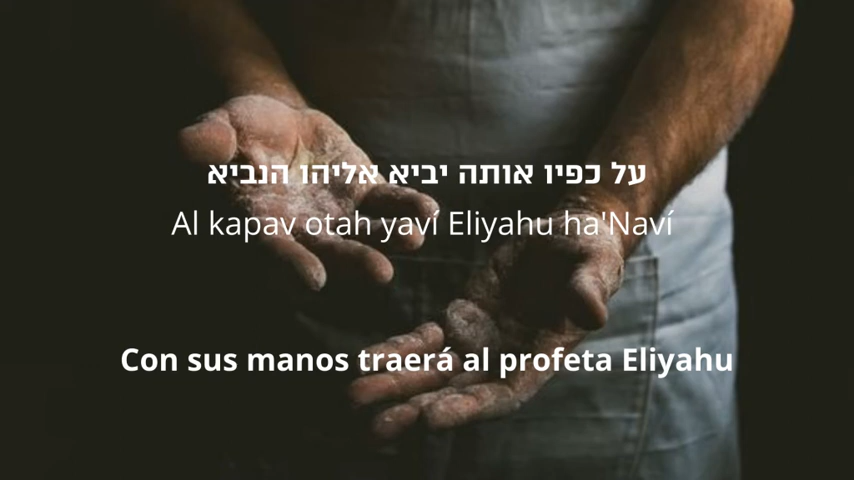 על כפיו אותה יביא אליהו הנביא
Al kapav otah yaví Eliyahu ha'Naví
Con sus manos traerá al profeta Eliyahu